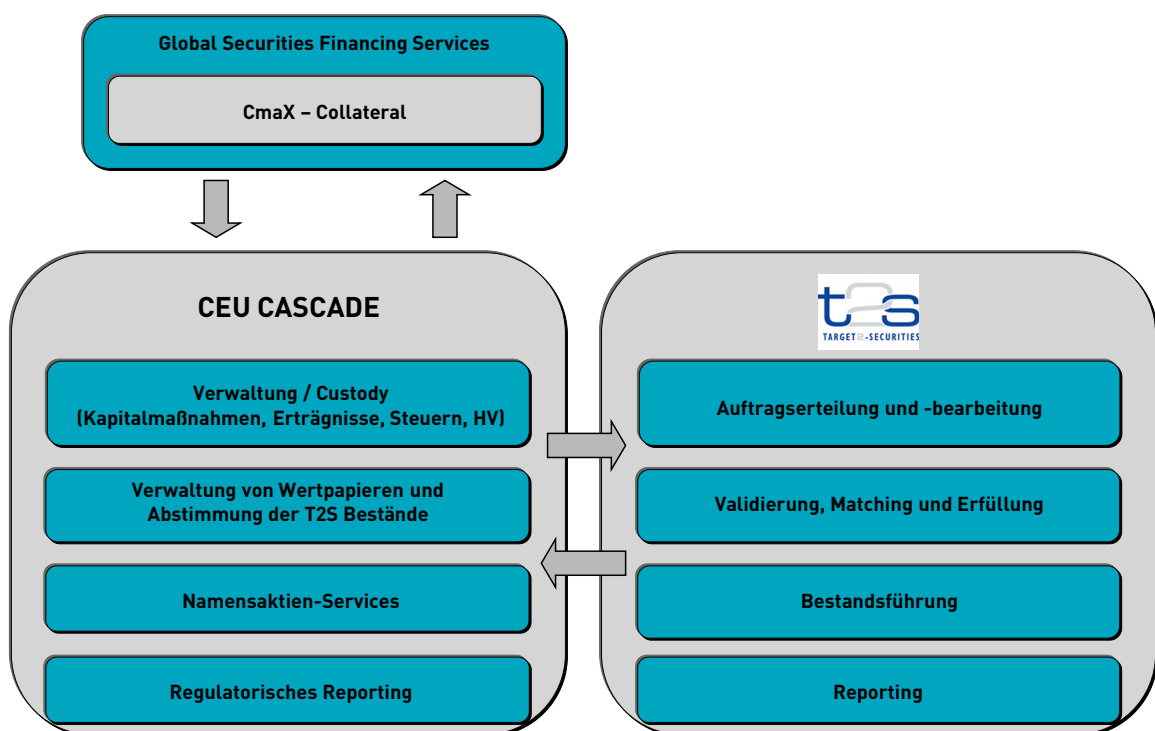 Global Securities Financing Services
CmaX – Collateral
CEU CASCADE
Verwaltung / Custody
(Kapitalmaßnahmen, Erträgnisse, Steuern, HV)
Verwaltung von Wertpapieren und
Abstimmung der T2S Bestände
Namensaktien-Services
Regulatorisches Reporting
t2s
TARGET2-SECURITIES
Auftragserteilung und -bearbeitung
Validierung, Matching und Erfüllung
Bestandsführung
Reporting